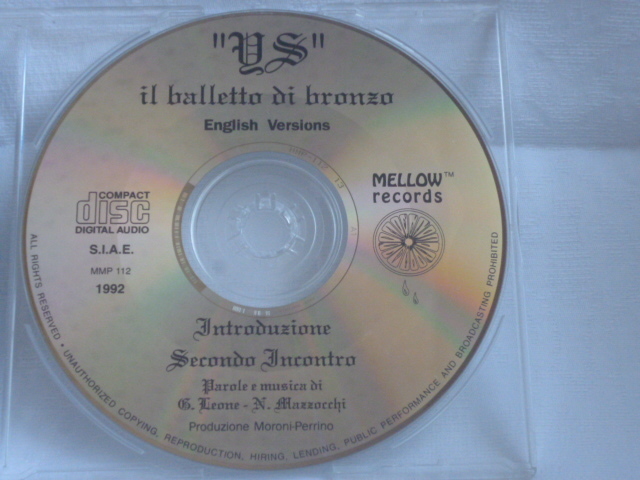 "YS"
il balletto di bronzo
English Versions
COMPACT
disc
DIGITAL AUDIO
S.I.A.E.
MMP 112
1992
MELLOW™
records
Introduzione
Secondo Incontro
Parole e musica di
G. Leone - N. Mazzocchi
Produzione Moroni-Perrino
ALL RIGHTS RESERVED • UNAUTHORIZED COPYING, REPRODUCTION, HIRING, LENDING, PUBLIC PERFORMANCE AND BROADCASTING PROHIBITED